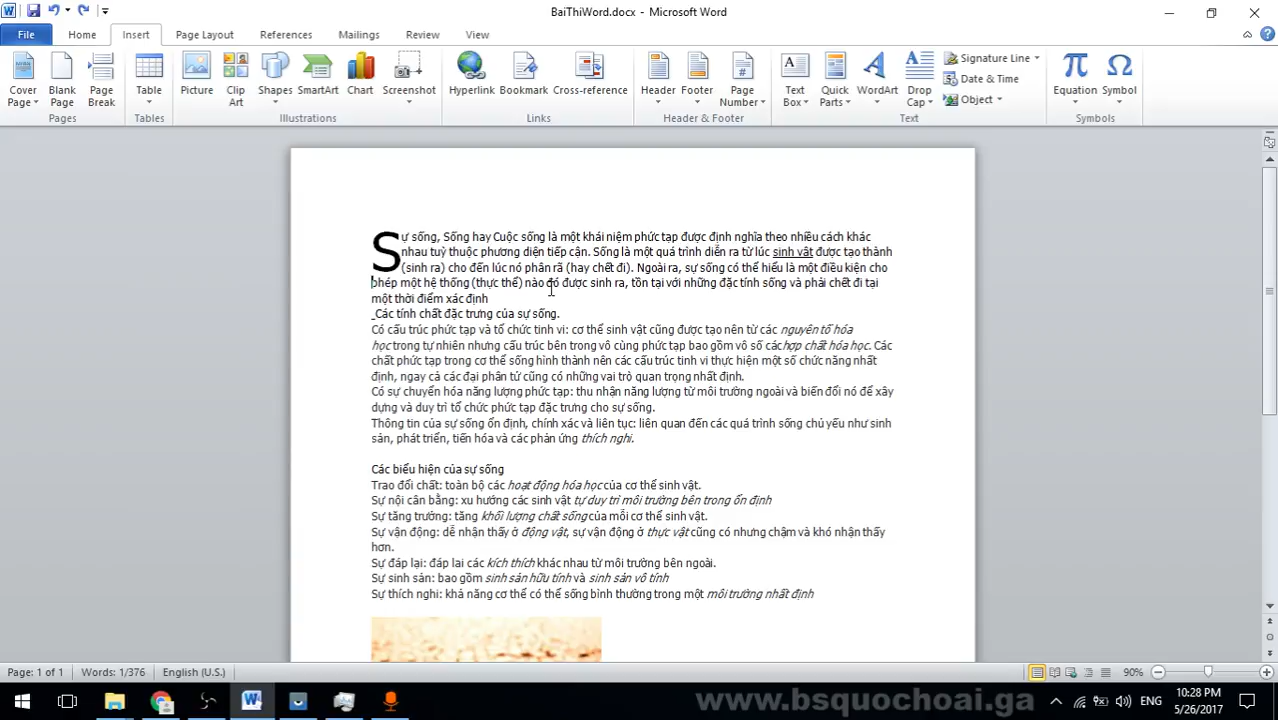 BaiThiWord.docx - Microsoft Word
File Home Insert Page Layout References Mailings Review View
Cover Page Blank Page Page Break Table Picture Clip Art Shapes SmartArt Chart Screenshot Hyperlink Bookmark Cross-reference Header Footer Page Number Text Box Quick Parts WordArt Drop Cap Signature Line Date & Time Object Equation Symbol
Pages Tables Illustrations Links Header & Footer Text Symbols
Sự sống, Sống hay Cuộc sống là một khái niệm phức tạp được định nghĩa theo nhiều cách khác
nhau tuỳ thuộc phương diện tiếp cận. Sống là một quá trình diễn ra từ lúc sinh vật được tạo thành
(sinh ra) cho đến lúc nó phân rã (hay chết đi). Ngoài ra, sự sống có thể hiểu là một điều kiện cho
phép một hệ thống (thực thể) nào đó được sinh ra, tồn tại với những đặc tính sống và phải chết đi tại
một thời điểm xác định
Các tính chất đặc trưng của sự sống.
Có cấu trúc phức tạp và tổ chức tinh vi: cơ thể sinh vật cũng được tạo nên từ các nguyên tố hóa
học trong tự nhiên nhưng cấu trúc bên trong vô cùng phức tạp bao gồm vô số các hợp chất hóa học. Các
chất phức tạp trong cơ thể sống hình thành nên các cấu trúc tinh vi thực hiện một số chức năng nhất
định, ngay cả các đại phân tử cũng có những vai trò quan trọng nhất định.
Có sự chuyển hóa năng lượng phức tạp: thu nhận năng lượng từ môi trường ngoài và biến đổi nó để xây
dựng và duy trì tổ chức phức tạp đặc trưng cho sự sống.
Thông tin của sự sống ổn định, chính xác và liên tục: liên quan đến các quá trình sống chủ yếu như sinh
sản, phát triển, tiến hóa và các phản ứng thích nghi.
Các biểu hiện của sự sống
Trao đổi chất: toàn bộ các hoạt động hóa học của cơ thể sinh vật.
Sự nội cân bằng: xu hướng các sinh vật tự duy trì môi trường bên trong ổn định
Sự tăng trưởng: tăng khối lượng chất sống của mỗi cơ thể sinh vật.
Sự vận động: dễ nhận thấy ở động vật, sự vận động ở thực vật cũng có nhưng chậm và khó nhận thấy
hơn.
Sự đáp lại: đáp lại các kích thích khác nhau từ môi trường bên ngoài.
Sự sinh sản: bao gồm sinh sản hữu tính và sinh sản vô tính
Sự thích nghi: khả năng cơ thể có thể sống bình thường trong một môi trường nhất định
Page: 1 of 1 Words: 1/376 English (U.S.) 90%
www.bsquochoai.ga
ENG
10:28 PM
5/26/2017